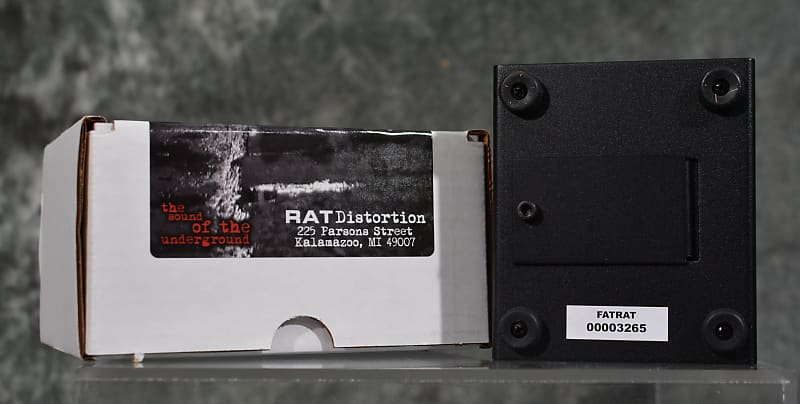 the
sound
of the
underground
RAT Distortion
225 Parsons Street
Kalamazoo, MI 49007
FATRAT
00003265